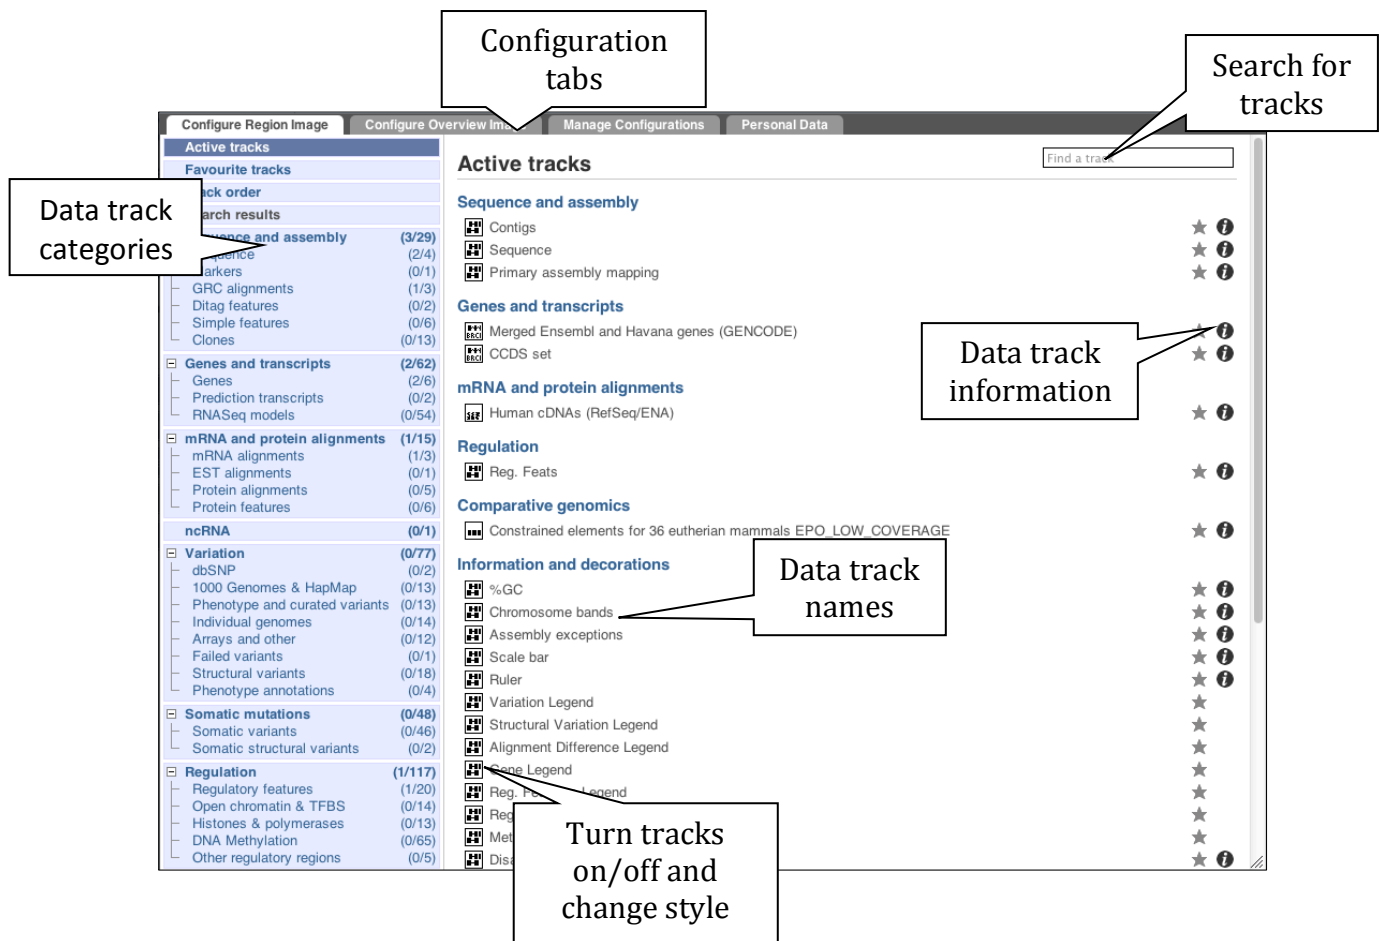 Configuration
tabs
Search for
tracks
Configure Region Image
Configure Overview Im
Manage Configurations
Personal Data
Data track
categories
Active tracks
Favourite tracks
ack order
arch results
and assembly (3/29)
(2/4)
arkers (0/1)
GRC alignments (1/3)
Ditag features (0/2)
Simple features (0/6)
Clones (0/13)
Genes and transcripts (2/62)
Genes (2/6)
Prediction transcripts (0/2)
RNASeq models (0/54)
mRNA and protein alignments (1/15)
mRNA alignments (1/3)
EST alignments (0/1)
Protein alignments (0/5)
Protein features (0/6)
ncRNA (0/1)
Variation (0/77)
dbSNP (0/2)
1000 Genomes & HapMap (0/13)
Phenotype and curated variants (0/13)
Individual genomes (0/14)
Arrays and other (0/12)
Failed variants (0/1)
Structural variants (0/18)
Phenotype annotations (0/4)
Somatic mutations (0/48)
Somatic variants (0/46)
Somatic structural variants (0/2)
Regulation (1/117)
Regulatory features (1/20)
Open chromatin & TFBS (0/14)
Histones & polymerases (0/13)
DNA Methylation (0/65)
Other regulatory regions (0/5)
Active tracks
Find a track
Sequence and assembly
Contigs
Sequence
Primary assembly mapping
Genes and transcripts
Merged Ensembl and Havana genes (GENCODE)
CCDS set
Data track
information
mRNA and protein alignments
Human cDNAs (RefSeq/ENA)
Regulation
Reg. Feats
Comparative genomics
Constrained elements for 36 eutherian mammals EPO_LOW_COVERAGE
Information and decorations
%GC
Chromosome bands
Assembly exceptions
Scale bar
Ruler
Data track
names
Variation Legend
Structural Variation Legend
Alignment Difference Legend
Gene Legend
Reg. Legend
Reg
Met
Disa
Turn tracks
on/off and
change style